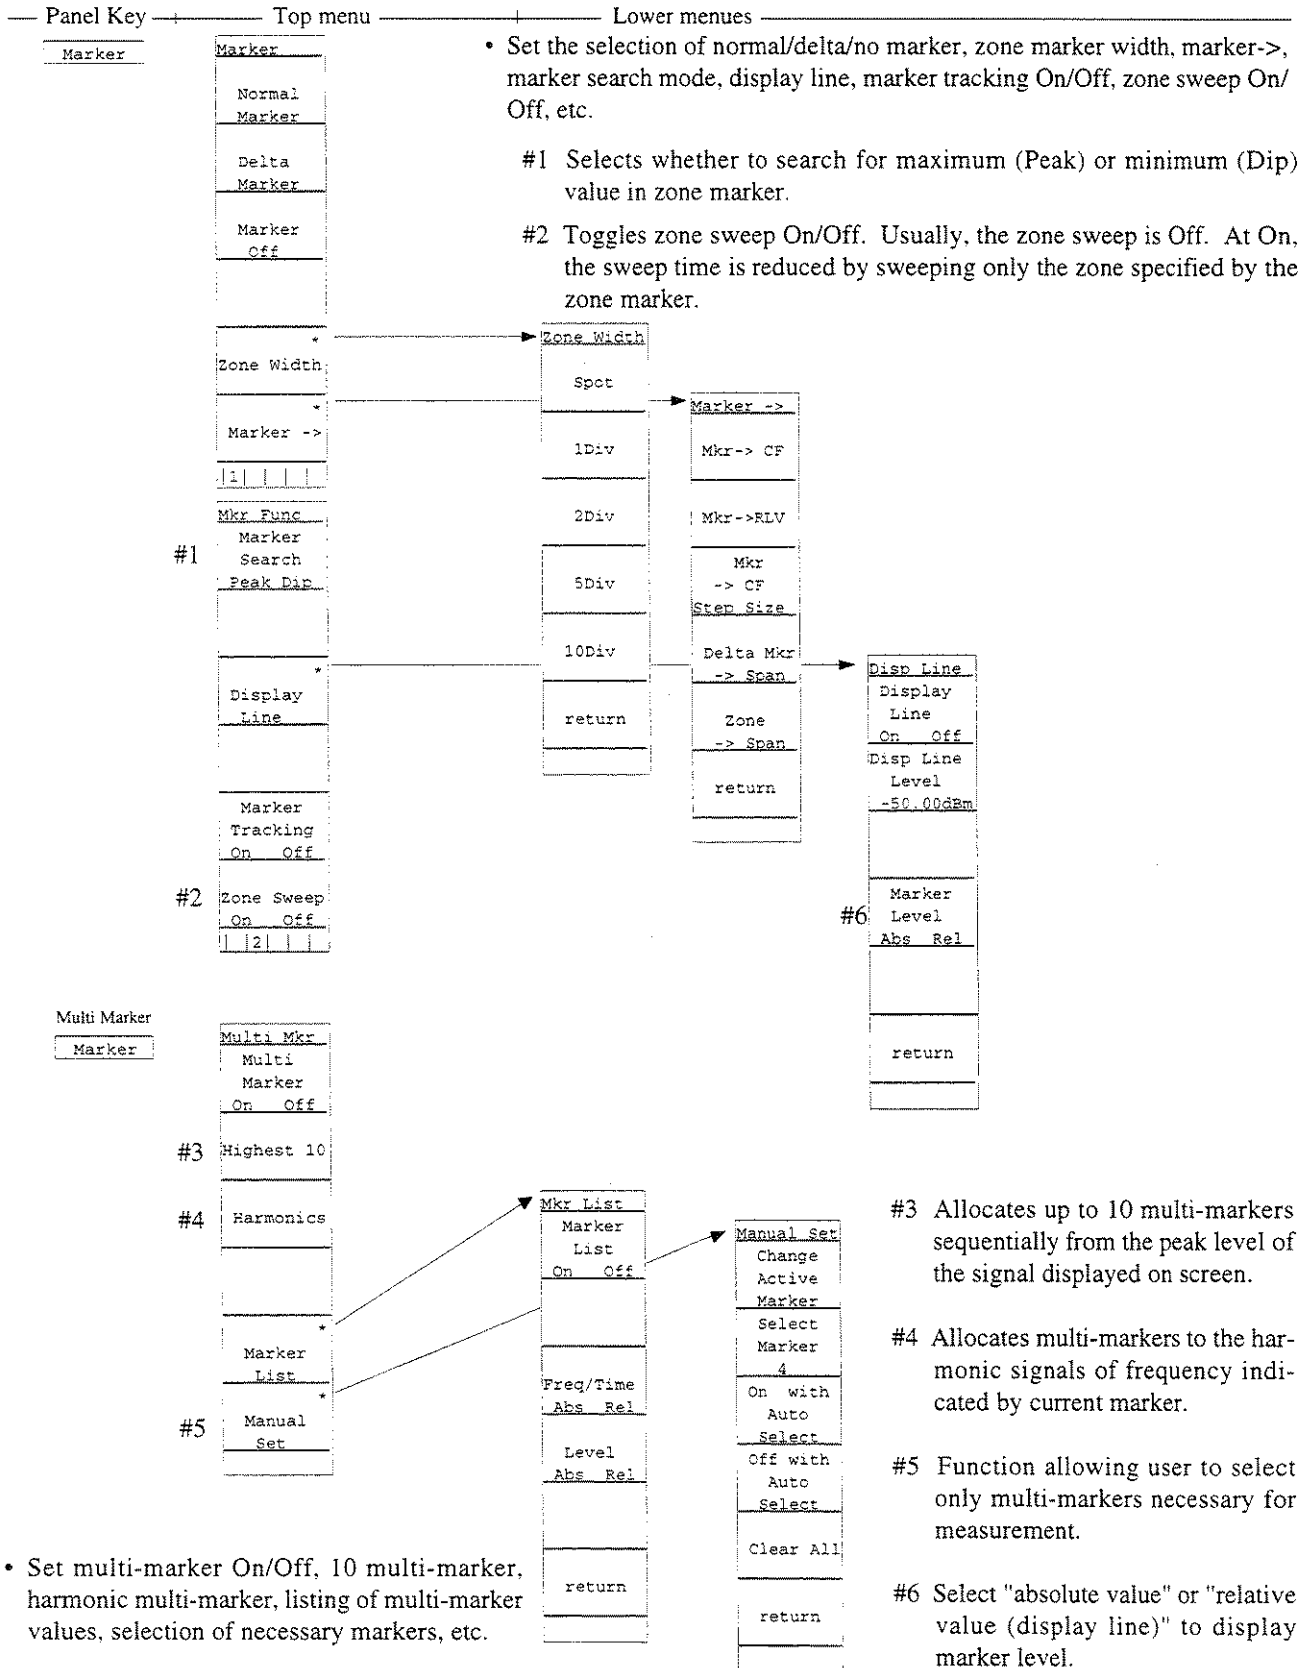 Panel Key
Top menu
Lower menues
Marker
Marker
Normal
Marker
Delta
Marker
Marker
Off
*
Zone Width
*
Marker ->
|1| | | |
• Set the selection of normal/delta/no marker, zone marker width, marker->,
marker search mode, display line, marker tracking On/Off, zone sweep On/
Off, etc.
#1 Selects whether to search for maximum (Peak) or minimum (Dip)
value in zone marker.
#2 Toggles zone sweep On/Off. Usually, the zone sweep is Off. At On,
the sweep time is reduced by sweeping only the zone specified by the
zone marker.
Mkr Func
#1
Marker
Search
Peak Dip
*
Display
Line
Marker
Tracking
On Off
#2
Zone Sweep
On Off
| |2| | |
Zone Width
Spot
1Div
2Div
5Div
10Div
return
Marker ->
Mkr-> CF
Mkr->RLV
Mkr
-> CF
Step Size
Delta Mkr
-> Span
Zone
-> Span
return
Disp Line
Display
Line
On Off
Disp Line
Level
-50.00dBm
#6
Marker
Level
Abs Rel
return
Multi Marker
Marker
Multi Mkr
Multi
Marker
On Off
#3
Highest 10
#4
Harmonics
*
Marker
List
*
#5
Manual
Set
Mkr List
Marker
List
On Off
Freq/Time
Abs Rel
Level
Abs Rel
return
Manual Set
Change
Active
Marker
Select
Marker
4
On with
Auto
Select
Off with
Auto
Select
Clear All
return
#3 Allocates up to 10 multi-markers
sequentially from the peak level of
the signal displayed on screen.
#4 Allocates multi-markers to the har-
monic signals of frequency indi-
cated by current marker.
#5 Function allowing user to select
only multi-markers necessary for
measurement.
#6 Select "absolute value" or "relative
value (display line)" to display
marker level.
• Set multi-marker On/Off, 10 multi-marker,
harmonic multi-marker, listing of multi-marker
values, selection of necessary markers, etc.